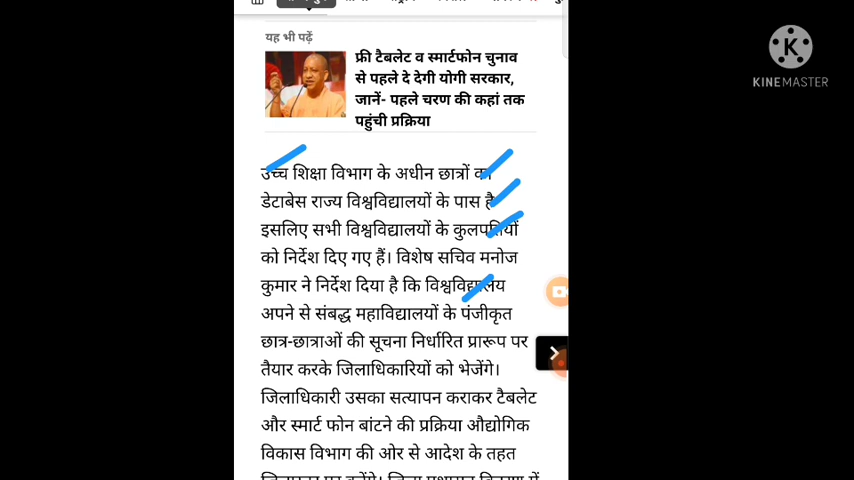 यह भी पढ़ें
फ्री टैबलेट व स्मार्टफोन चुनाव
से पहले दे देगी योगी सरकार,
जानें- पहले चरण की कहां तक
पहुंची प्रक्रिया
उच्च शिक्षा विभाग के अधीन छात्रों का
डेटाबेस राज्य विश्वविद्यालयों के पास है
इसलिए सभी विश्वविद्यालयों के कुलपतियों
को निर्देश दिए गए हैं। विशेष सचिव मनोज
कुमार ने निर्देश दिया है कि विश्वविद्यालय
अपने से संबद्ध महाविद्यालयों के पंजीकृत
छात्र-छात्राओं की सूचना निर्धारित प्रारूप पर
तैयार करके जिलाधिकारियों को भेजेंगे।
जिलाधिकारी उसका सत्यापन कराकर टैबलेट
और स्मार्ट फोन बांटने की प्रक्रिया औद्योगिक
विकास विभाग की ओर से आदेश के तहत
K
KINEMASTER